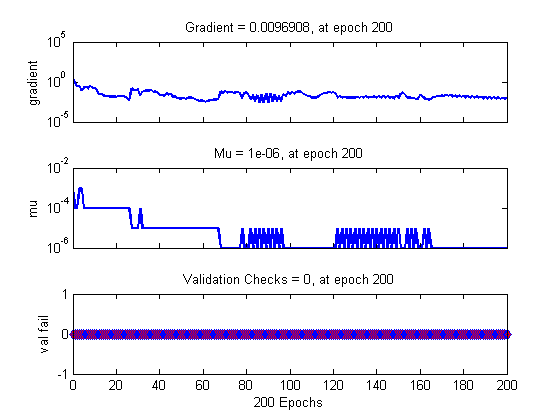 Gradient = 0.0096908, at epoch 200
10^5
10^0
10^-5
gradient
Mu = 1e-06, at epoch 200
10^-2
10^-4
10^-6
mu
Validation Checks = 0, at epoch 200
1
0
-1
val fail
0 20 40 60 80 100 120 140 160 180 200
200 Epochs